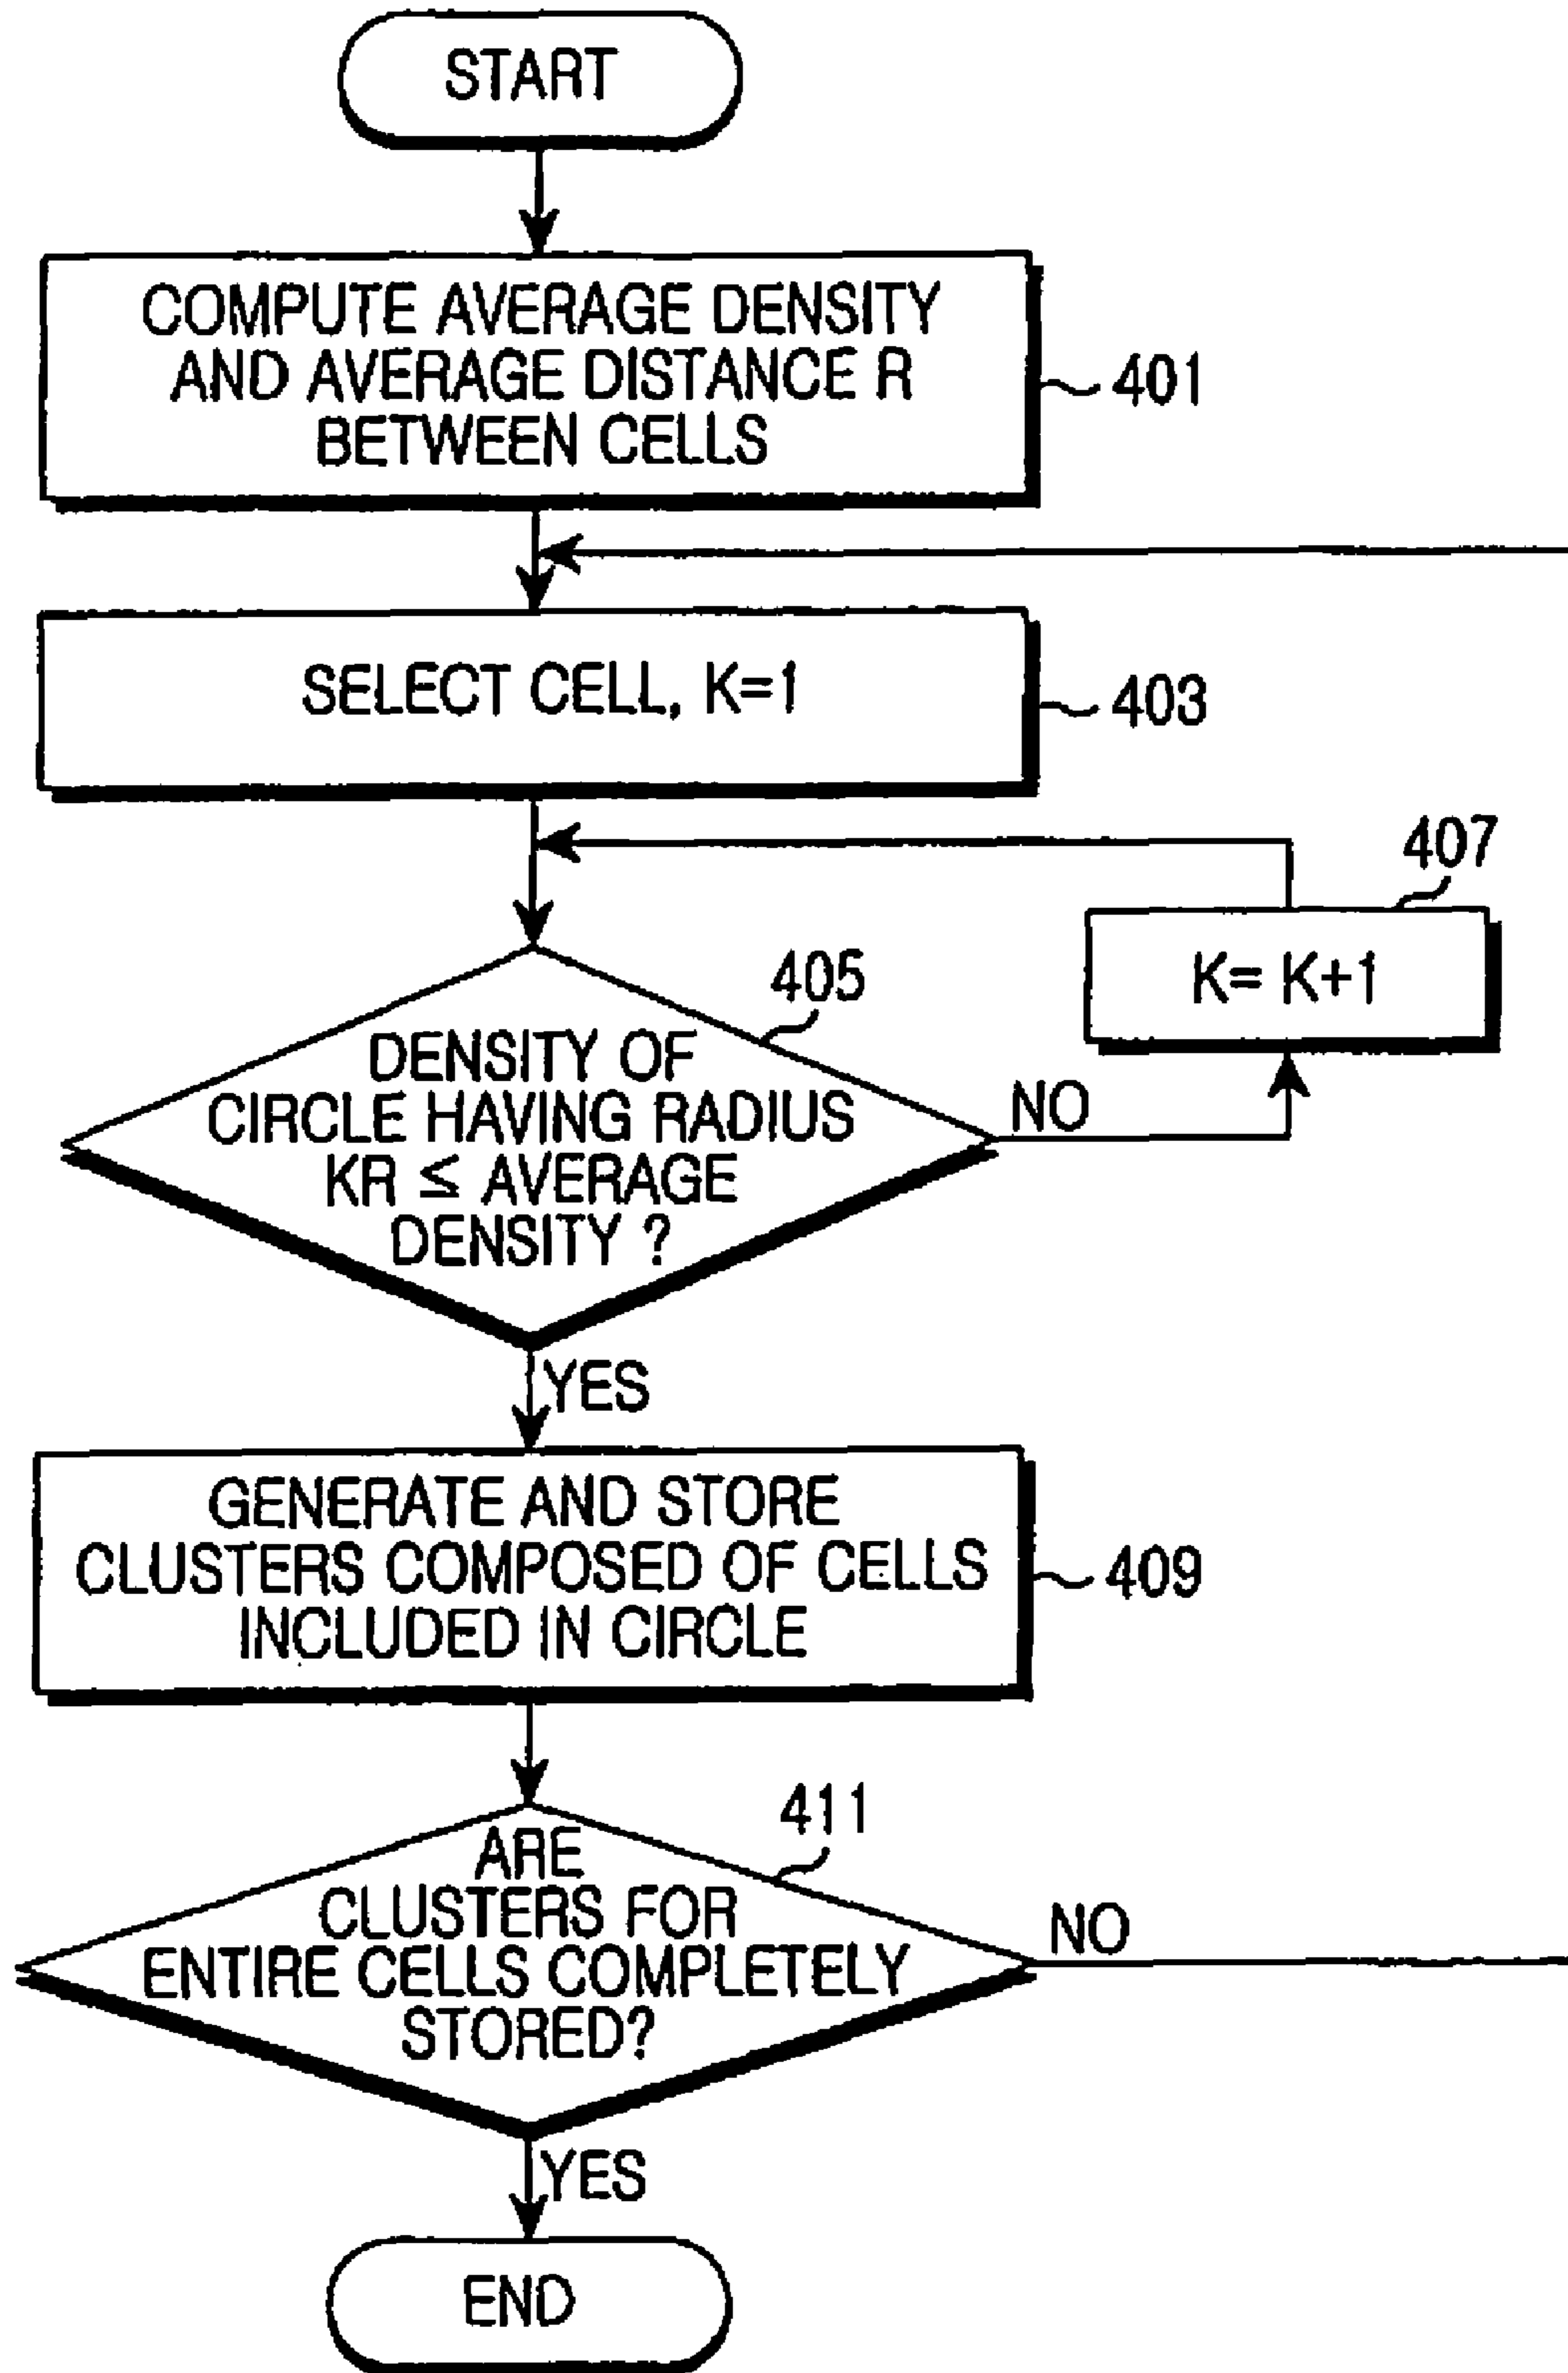 START
COMPUTE AVERAGE DENSITY
AND AVERAGE DISTANCE R
BETWEEN CELLS
401
SELECT CELL, K=1
403
407
K= K+1
405
DENSITY OF
CIRCLE HAVING RADIUS
KR ≤ AVERAGE
DENSITY ?
NO
YES
GENERATE AND STORE
CLUSTERS COMPOSED OF CELLS
INCLUDED IN CIRCLE
409
411
ARE
CLUSTERS FOR
ENTIRE CELLS COMPLETELY
STORED?
NO
YES
END